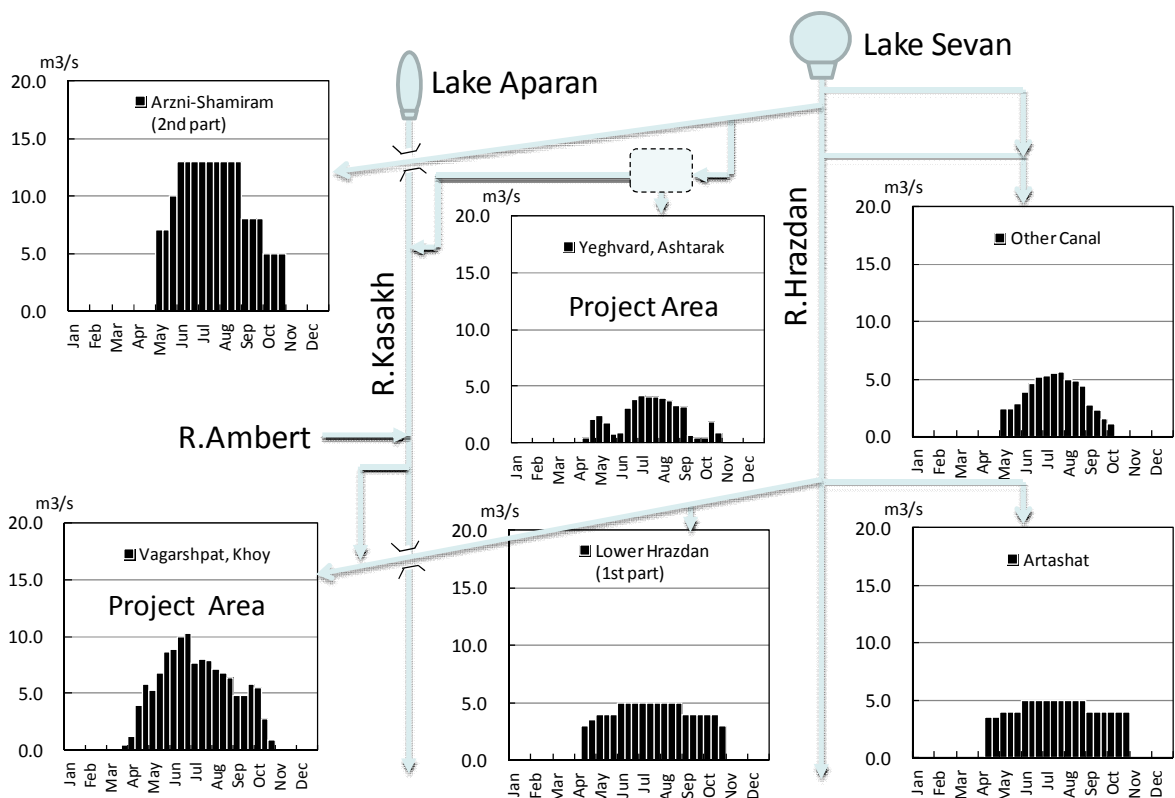 Lake Sevan
Lake Aparan
m3/s
20.0
15.0
10.0
5.0
0.0
Arzni-Shamiram
(2nd part)
Jan
Feb
Mar
Apr
May
Jun
Jul
Aug
Sep
Oct
Nov
Dec
R.Kasakh
R.Hrazdan
R.Ambert
m3/s
20.0
15.0
10.0
5.0
0.0
Yeghvard, Ashtarak
Project Area
Jan
Feb
Mar
Apr
May
Jun
Jul
Aug
Sep
Oct
Nov
Dec
m3/s
20.0
15.0
10.0
5.0
0.0
Other Canal
Jan
Feb
Mar
Apr
May
Jun
Jul
Aug
Sep
Oct
Nov
Dec
m3/s
20.0
15.0
10.0
5.0
0.0
Vagarshpat, Khoy
Project Area
Jan
Feb
Mar
Apr
May
Jun
Jul
Aug
Sep
Oct
Nov
Dec
m3/s
20.0
15.0
10.0
5.0
0.0
Lower Hrazdan
(1st part)
Jan
Feb
Mar
Apr
May
Jun
Jul
Aug
Sep
Oct
Nov
Dec
m3/s
20.0
15.0
10.0
5.0
0.0
Artashat
Jan
Feb
Mar
Apr
May
Jun
Jul
Aug
Sep
Oct
Nov
Dec